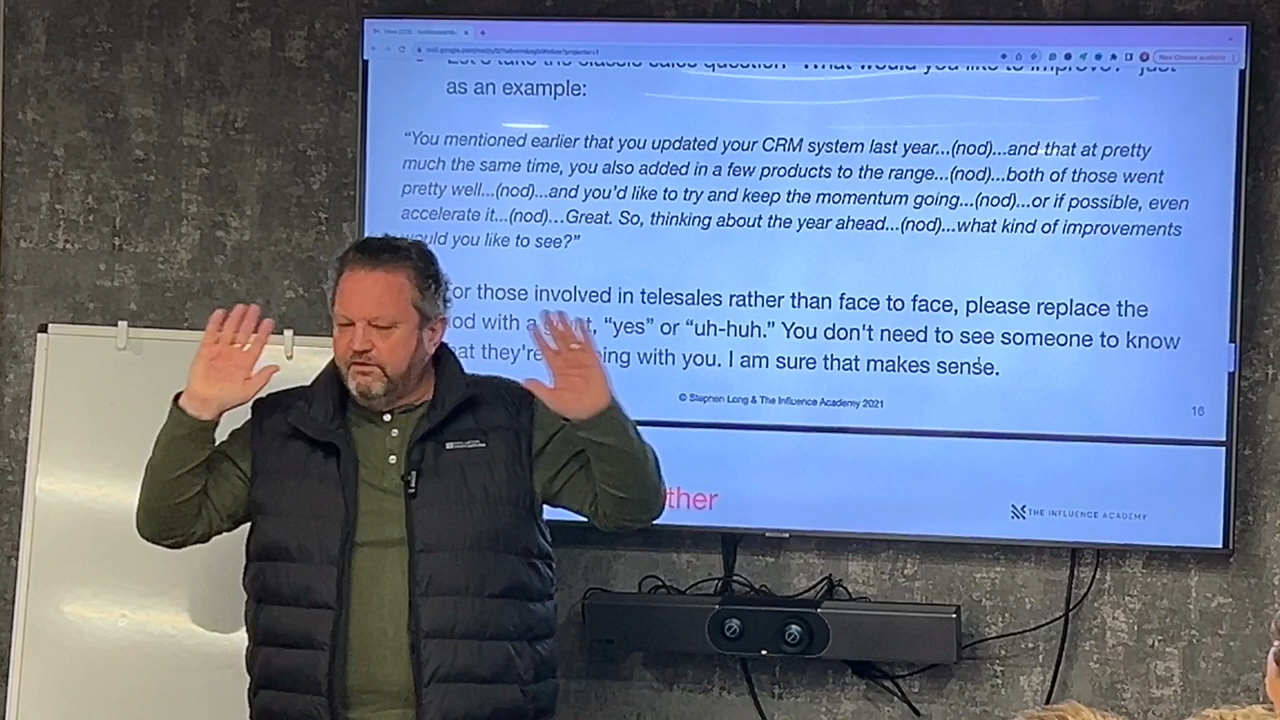 as an example:
“You mentioned earlier that you updated your CRM system last year...(nod)...and that at pretty
much the same time, you also added in a few products to the range...(nod)...both of those went
pretty well...(nod)...and you’d like to try and keep the momentum going...(nod)...or if possible, even
accelerate it...(nod)...Great. So, thinking about the year ahead...(nod)...what kind of improvements
would you like to see?”
or those involved in telesales rather than face to face, please replace the
od with a, “yes” or “uh-huh.” You don't need to see someone to know
at they're with you. I am sure that makes sense.
© Stephen Long & The Influence Academy 2021
16
ther
THE INFLUENCE ACADEMY